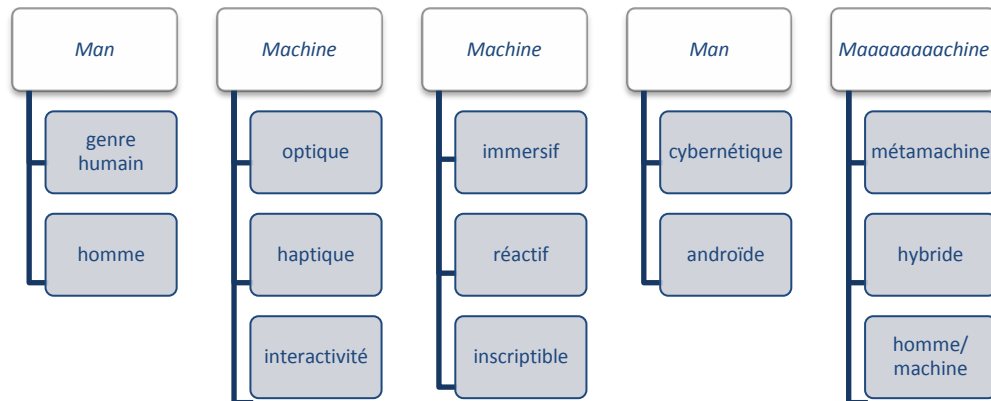 Man
genre
humain
homme
Machine
optique
haptique
interactivité
Machine
immersif
réactif
inscriptible
Man
cybernétique
androïde
Maaaaaaaachine
métamachine
hybride
homme/
machine